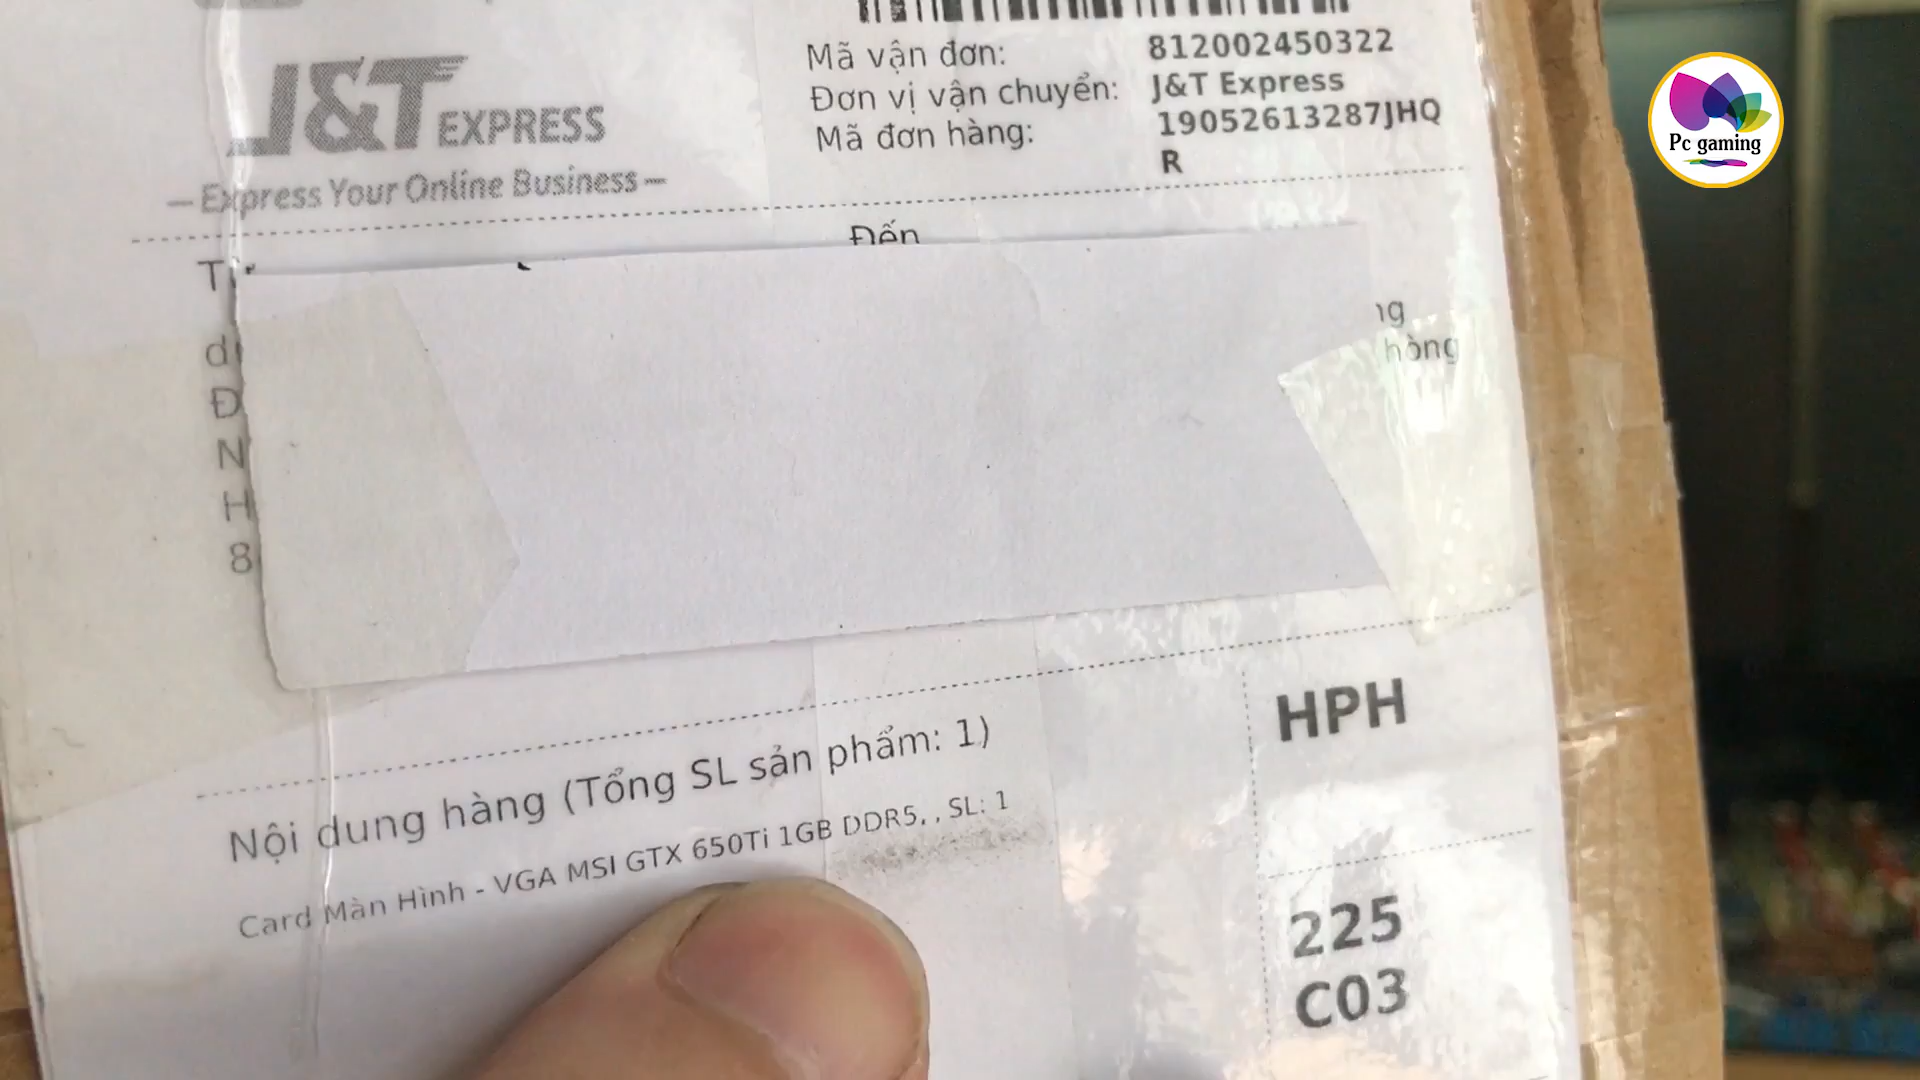 J&T EXPRESS
— Express Your Online Business —
Mã vận đơn: 812002450322
Đơn vị vận chuyển: J&T Express
Mã đơn hàng: 19052613287JHQ
R
Đến
hòng
Nội dung hàng (Tổng SL sản phẩm: 1)
Card Màn Hình - VGA MSI GTX 650Ti 1GB DDR5, , SL: 1
HPH
225
C03
Pc gaming